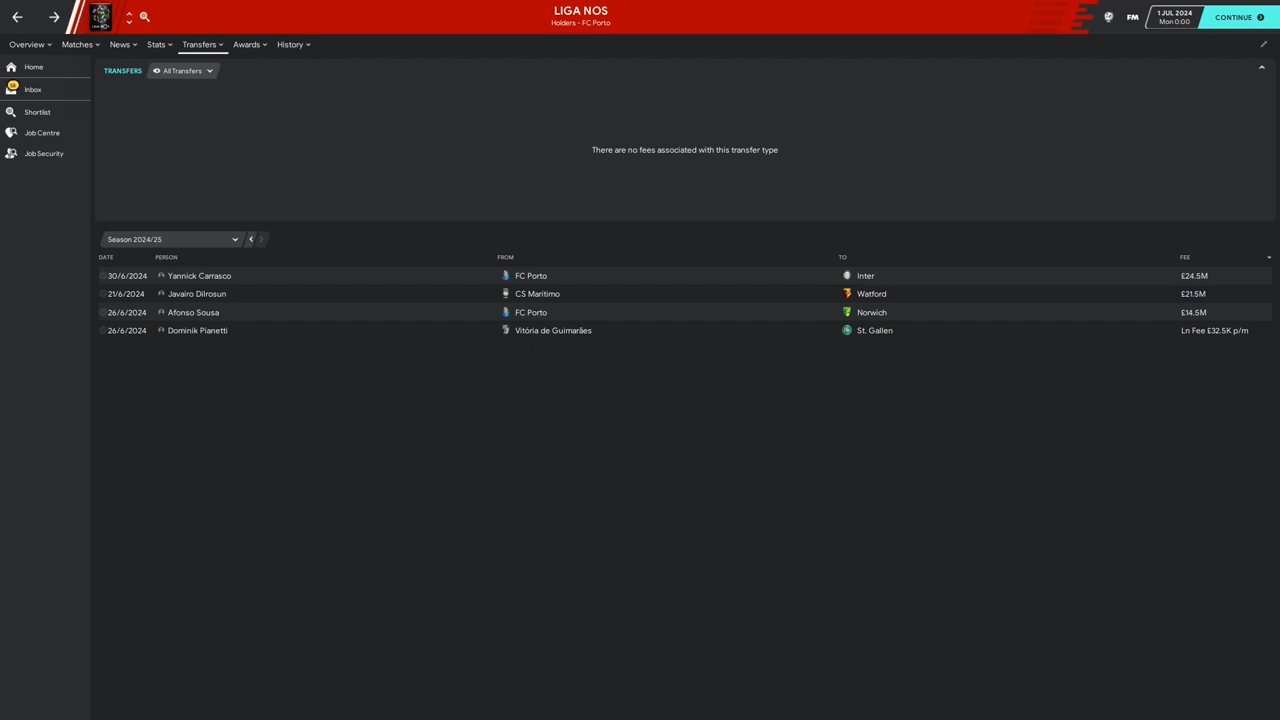 LIGA NOS
Holders - FC Porto
1 JUL 2024
Mon 0:00
CONTINUE
FM
Overview Matches News Stats Transfers Awards History
Home
Inbox
Shortlist
Job Centre
Job Security
TRANSFERS All Transfers
There are no fees associated with this transfer type
Season 2024/25
DATE PERSON FROM TO FEE
30/6/2024 Yannick Carrasco FC Porto Inter £24.5M
21/6/2024 Javairo Dilrosun CS Marítimo Watford £21.5M
26/6/2024 Afonso Sousa FC Porto Norwich £14.5M
26/6/2024 Dominik Pianetti Vitória de Guimarães St. Gallen Ln Fee £32.5K p/m